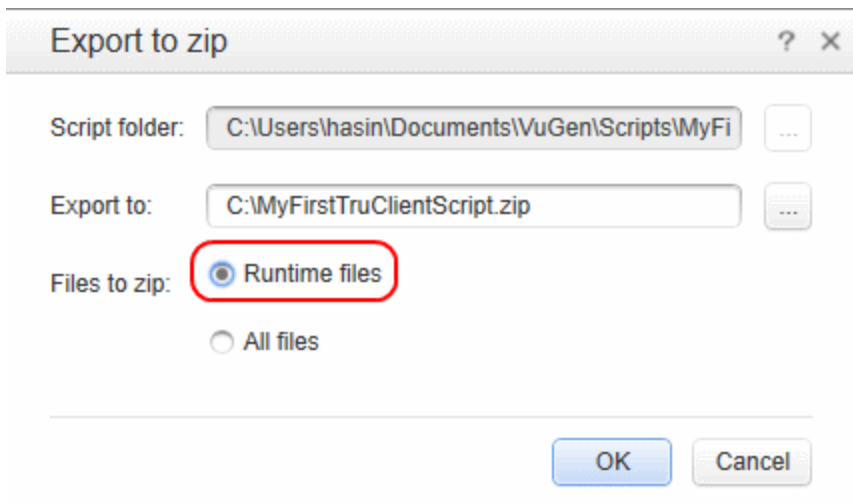 Export to zip ? ×
Script folder: C:\Users\hasin\Documents\VuGen\Scripts\MyFi ...
Export to: C:\MyFirstTruClientScript.zip ...
Files to zip: Runtime files
All files
OK Cancel